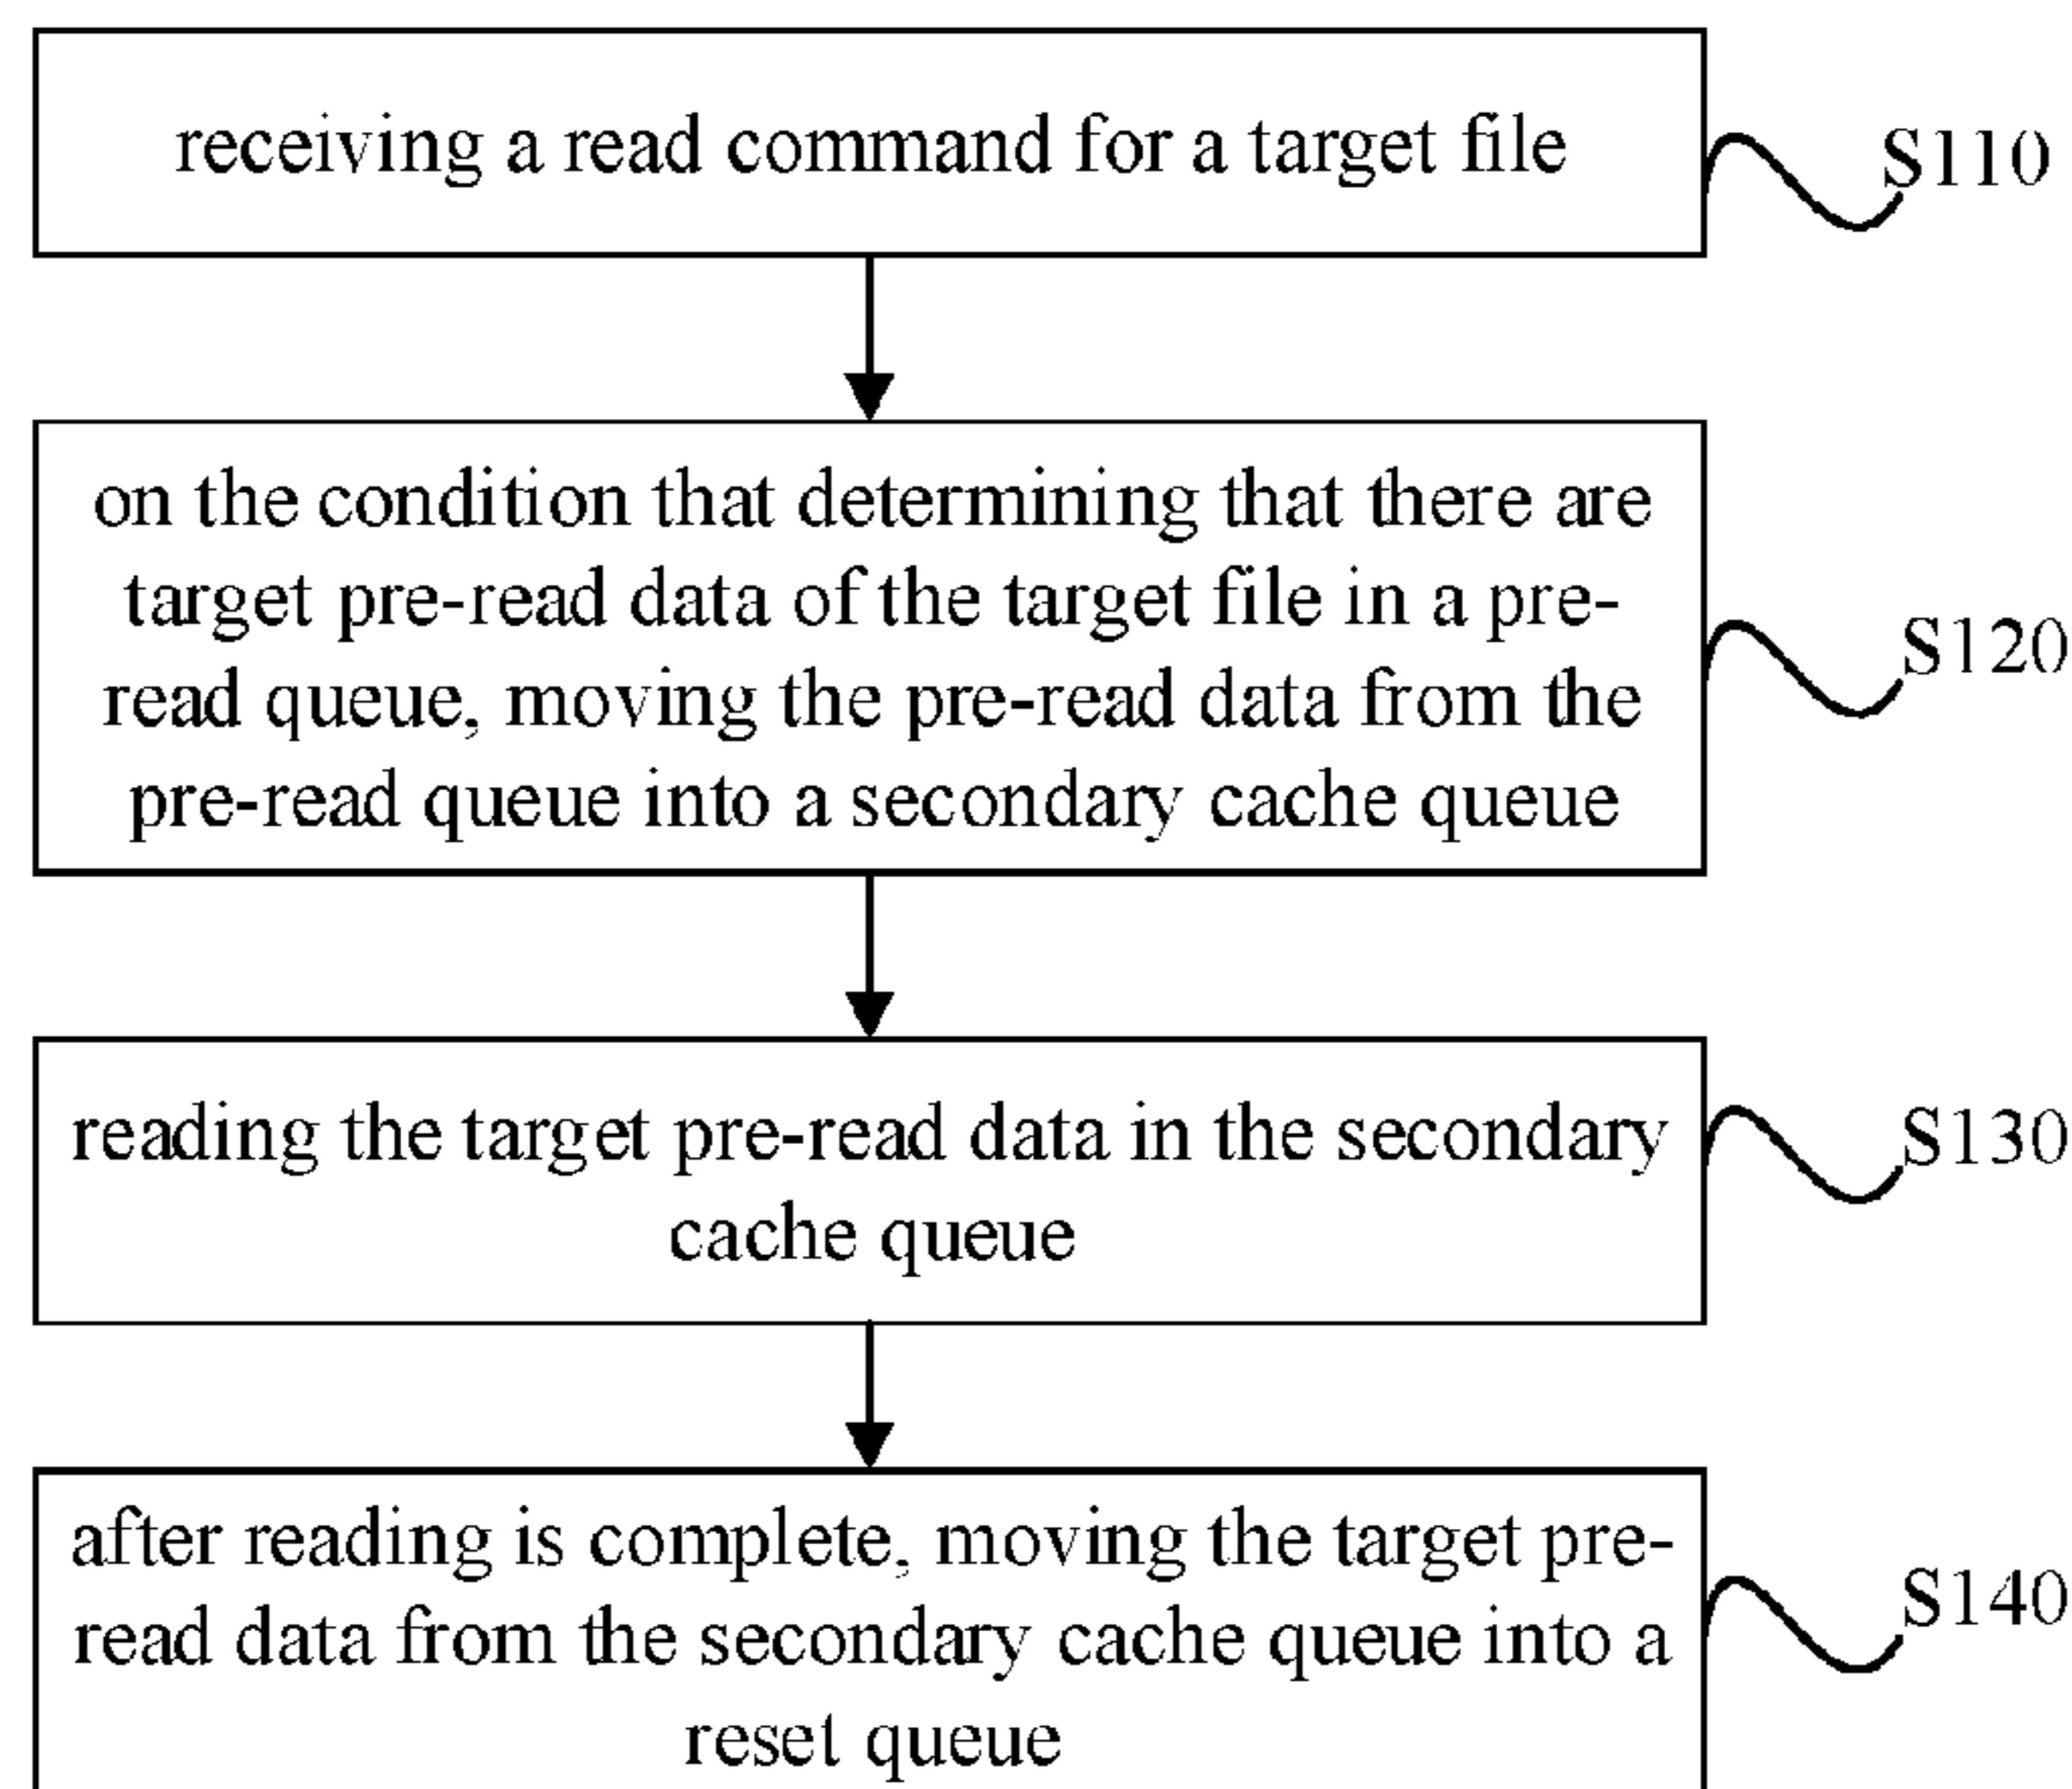 receiving a read command for a target file
S110
on the condition that determining that there are
target pre-read data of the target file in a pre-
read queue, moving the pre-read data from the
pre-read queue into a secondary cache queue
S120
reading the target pre-read data in the secondary
cache queue
S130
after reading is complete, moving the target pre-
read data from the secondary cache queue into a
reset queue
S140